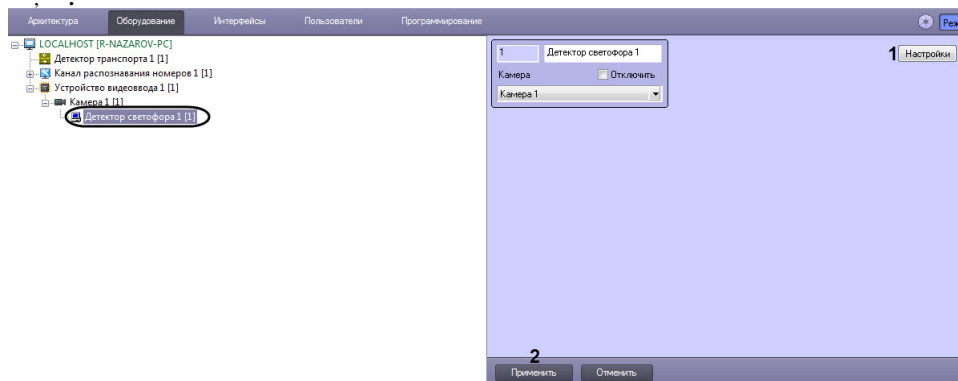 Архитектура Оборудование Интерфейсы Пользователи Программирование Реж
LOCALHOST [R-NAZAROV-PC]
Детектор транспорта 1 [1]
Канал распознавания номеров 1 [1]
Устройство видеоввода 1 [1]
Камера 1 [1]
Детектор светофора 1 [1]
1 Детектор светофора 1
Камера Отключить
Камера 1
1 Настройки
2
Применить Отменить